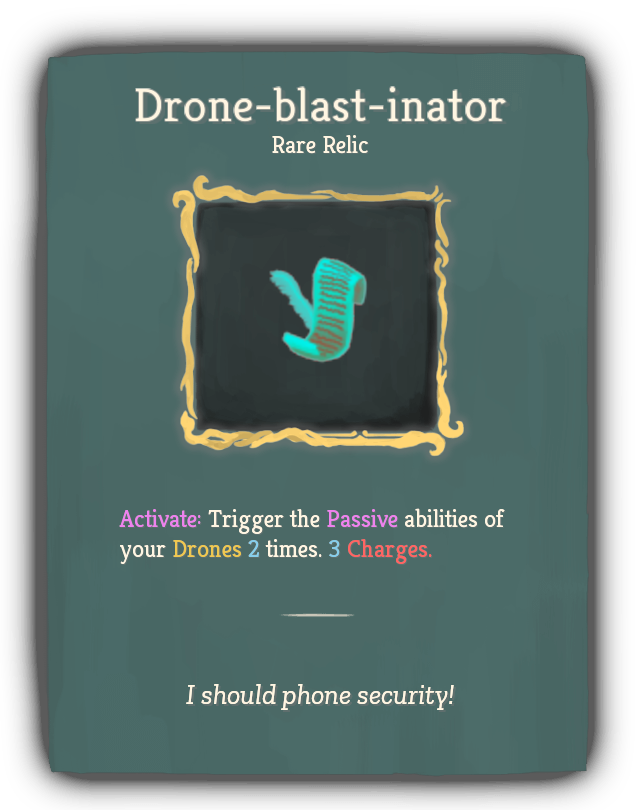 Drone-blast-inator
Rare Relic
Activate: Trigger the Passive abilities of
your Drones 2 times. 3 Charges.
I should phone security!